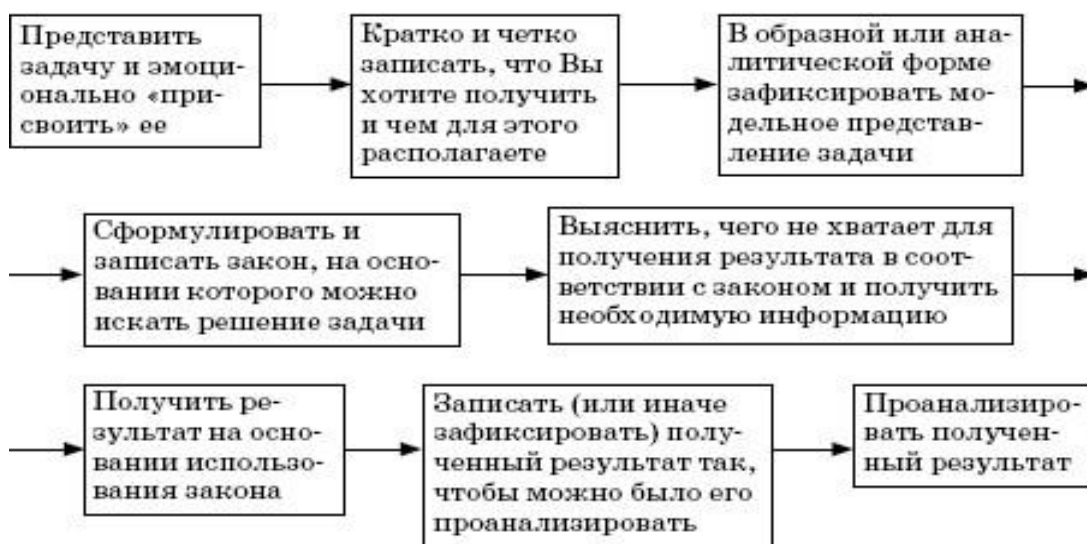 Представить
задачу и эмоци-
онально «при-
своить» ее
Кратко и четко
записать, что Вы
хотите получить
и чем для этого
располагаете
В образной или ана-
литической форме
зафиксировать мо-
дельное представ-
ление задачи
Сформулировать и
записать закон, на осно-
вании которого можно
искать решение задачи
Выяснить, чего не хватает для
получения результата в соот-
ветствии с законом и получить
необходимую информацию
Получить ре-
зультат на осно-
вании использо-
вания закона
Записать (или иначе
зафиксировать) полу-
ченный результат так,
чтобы можно было его
проанализировать
Проанализиро-
вать получен-
ный результат